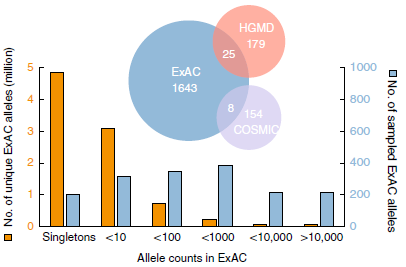 HGMD
179
25
ExAC
1643
8
154
COSMIC
No. of unique ExAC alleles (million)
5
4
3
2
1
0
1000
800
600
400
200
0
No. of sampled ExAC alleles
Singletons <10 <100 <1000 <10,000 >10,000
Allele counts in ExAC